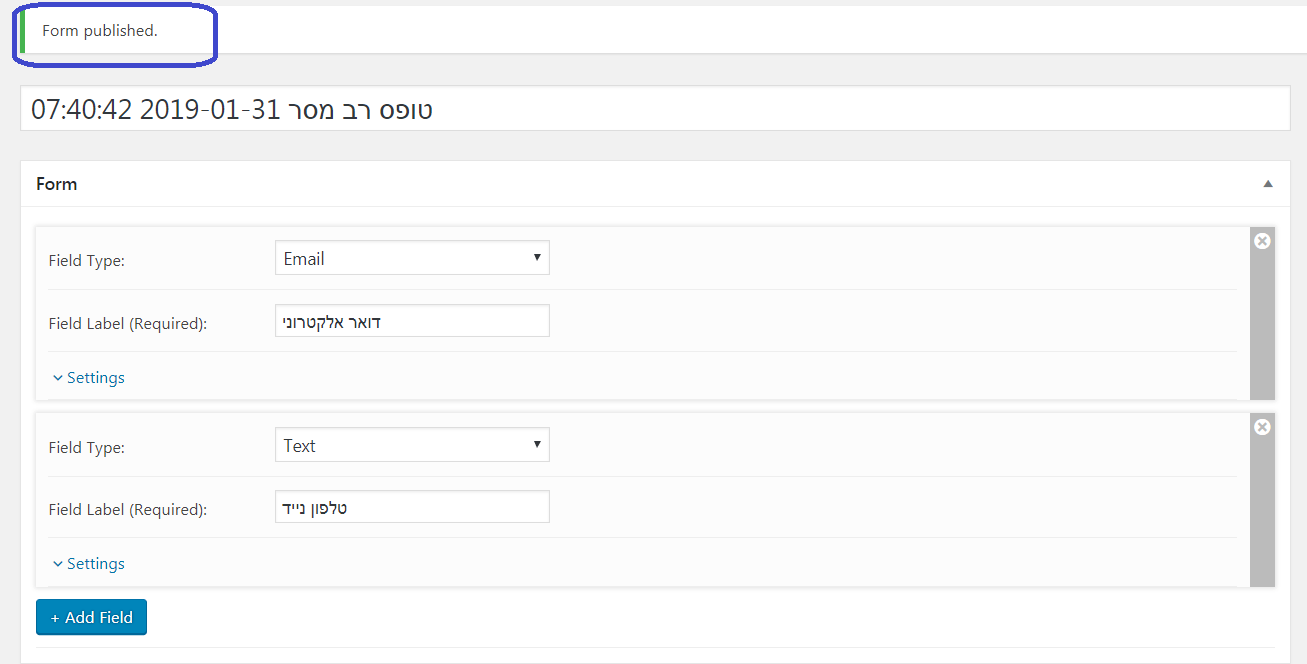 Form published.
07:40:42 2019-01-31 טופס רב מסר
Form
Field Type:
Email
Field Label (Required):
דואר אלקטרוני
Settings
Field Type:
Text
Field Label (Required):
טלפון נייד
Settings
+ Add Field